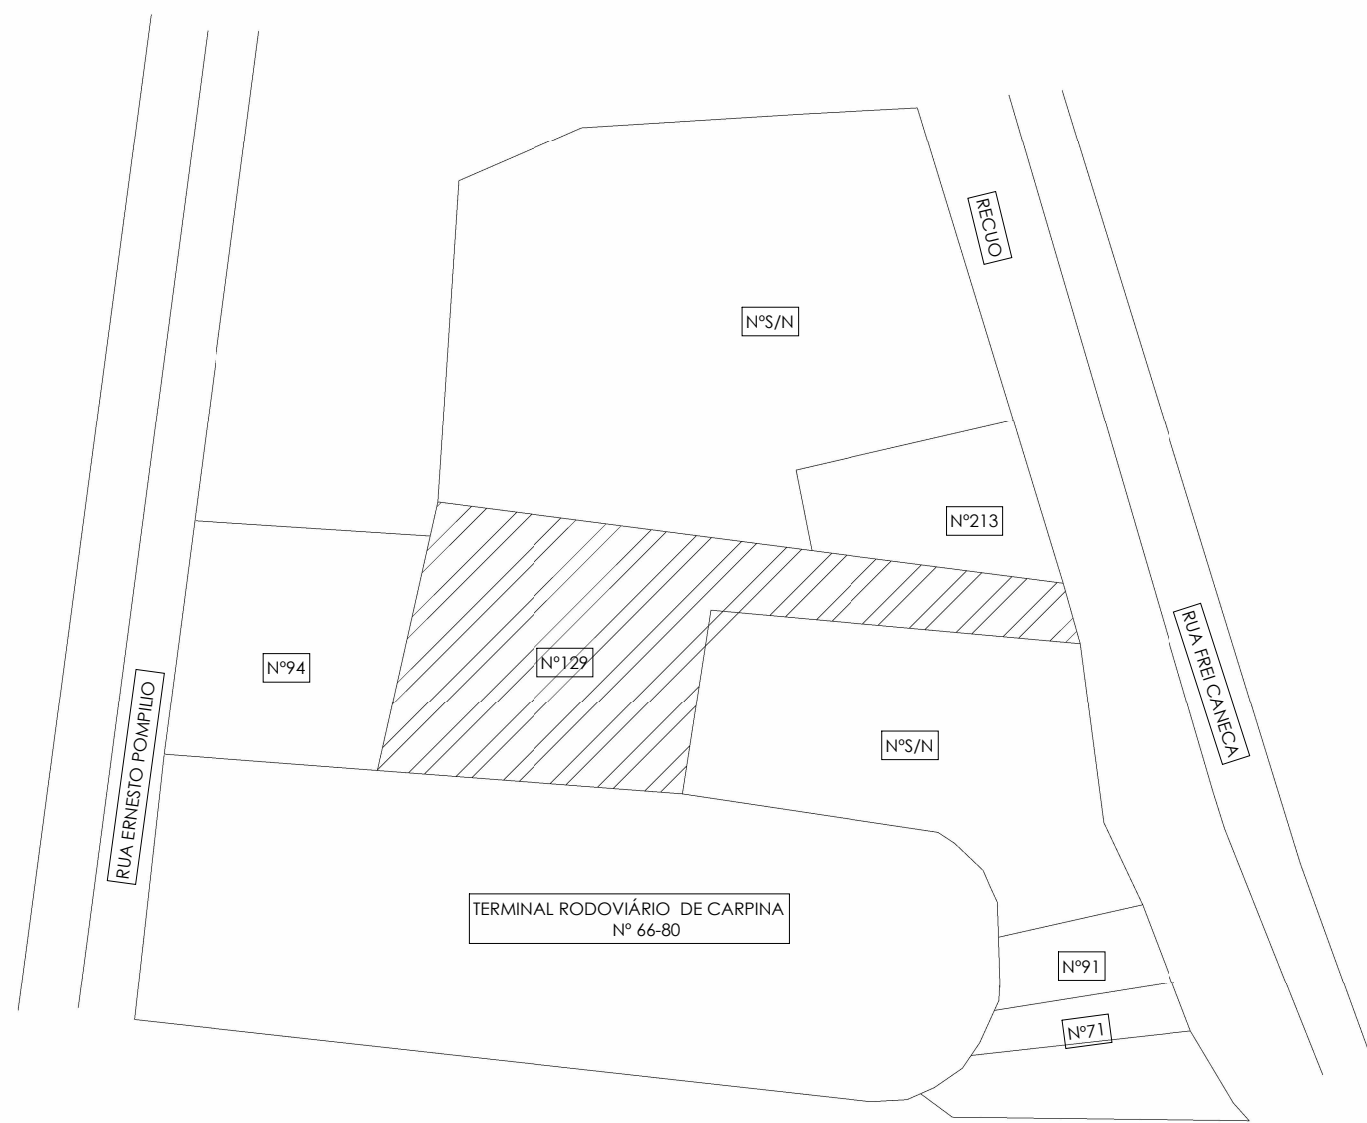 RECUO
NºS/N
Nº213
Nº129
Nº94
RUA FREI CANECA
RUA ERNESTO POMPILIO
NºS/N
TERMINAL RODOVIÁRIO DE CARPINA
Nº 66-80
Nº91
Nº71